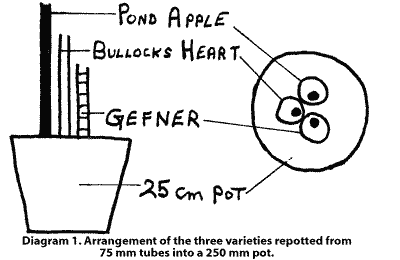 POND APPLE
BULLOCKS HEART
GEFNER
25 cm POT
Diagram 1. Arrangement of the three varieties repotted from
75 mm tubes into a 250 mm pot.